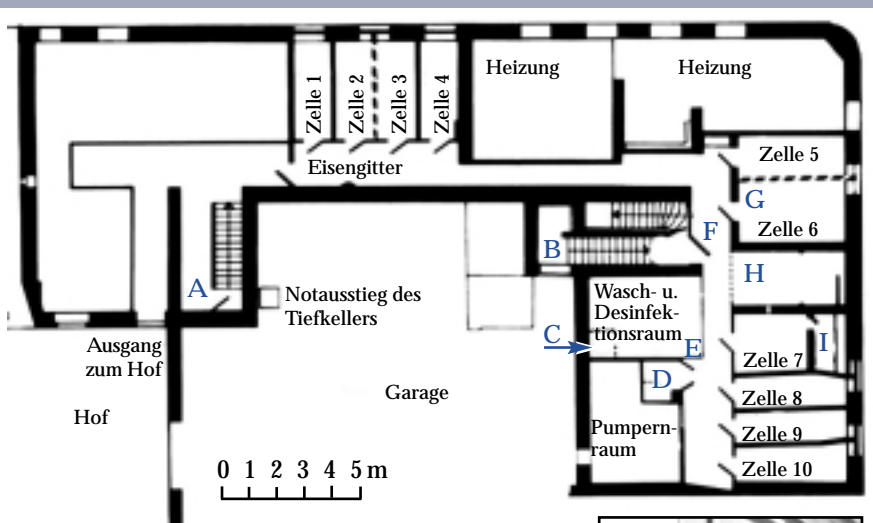 Zelle 1
Zelle 2
Zelle 3
Zelle 4
Heizung
Heizung
Eisengitter
Zelle 5
G
Zelle 6
F
B
H
A
Notausstieg des
Tiefkellers
Wasch- u.
Desinfek-
tionsraum
C
E
I
Zelle 7
Ausgang
zum Hof
D
Zelle 8
Garage
Hof
Pumpern-
raum
Zelle 9
Zelle 10
0 1 2 3 4 5 m